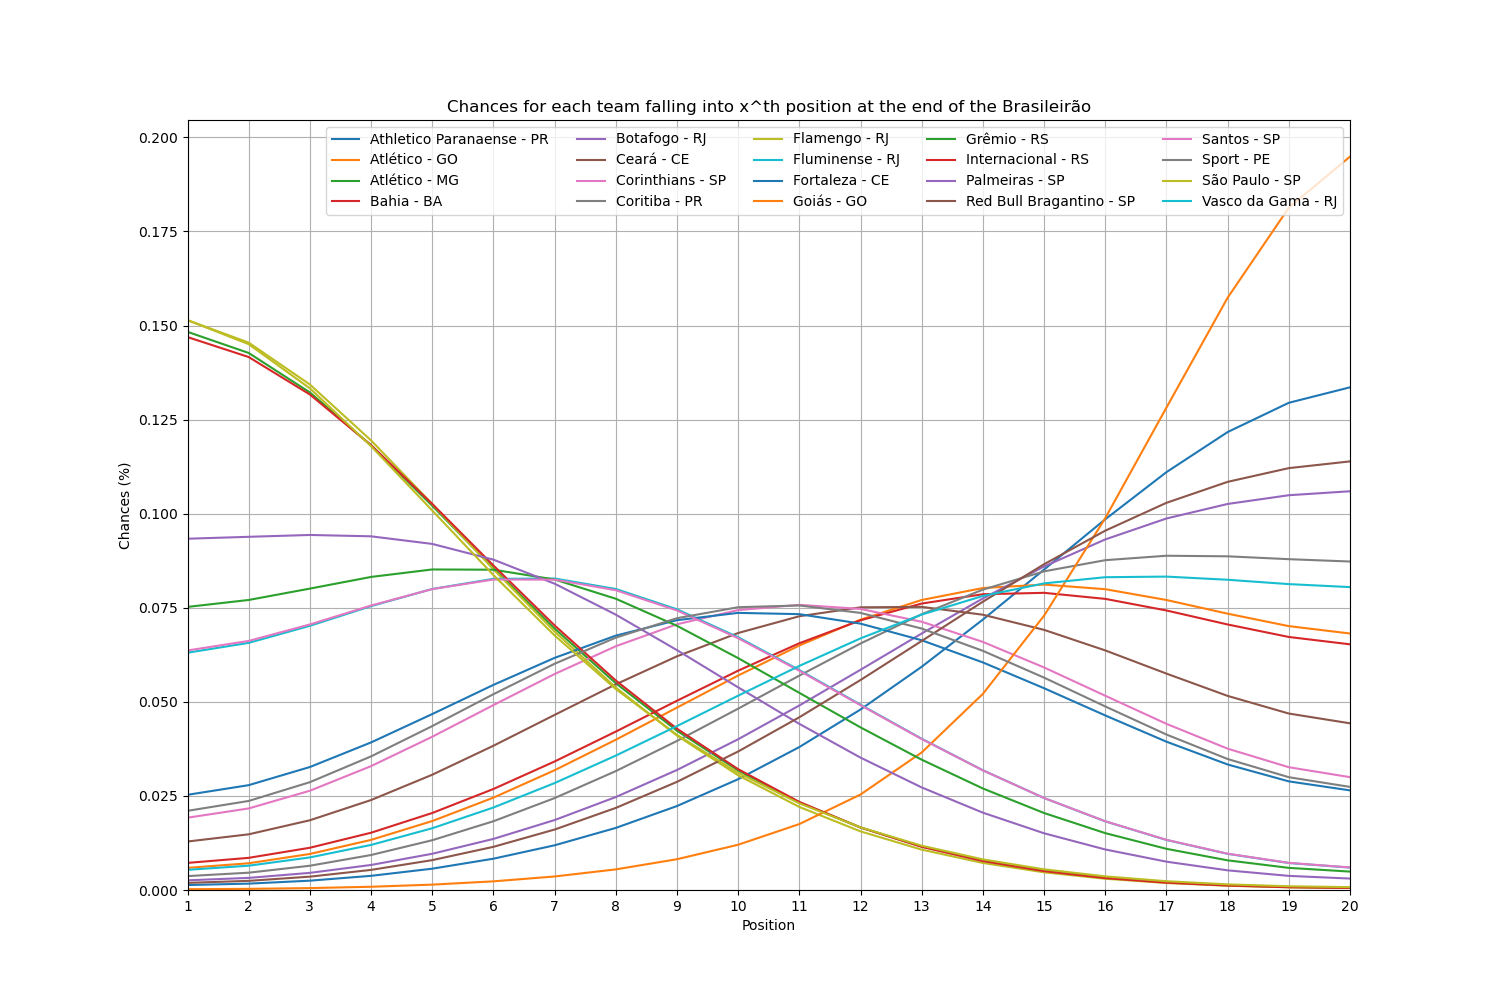 Chances for each team falling into x^th position at the end of the Brasileirão
Athletico Paranaense - PR
Atlético - GO
Atlético - MG
Bahia - BA
Botafogo - RJ
Ceará - CE
Corinthians - SP
Coritiba - PR
Flamengo - RJ
Fluminense - RJ
Fortaleza - CE
Goiás - GO
Grêmio - RS
Internacional - RS
Palmeiras - SP
Red Bull Bragantino - SP
Santos - SP
Sport - PE
São Paulo - SP
Vasco da Gama - RJ
Chances (%)
0.200
0.175
0.150
0.125
0.100
0.075
0.050
0.025
0.000
1 2 3 4 5 6 7 8 9 10 11 12 13 14 15 16 17 18 19 20
Position